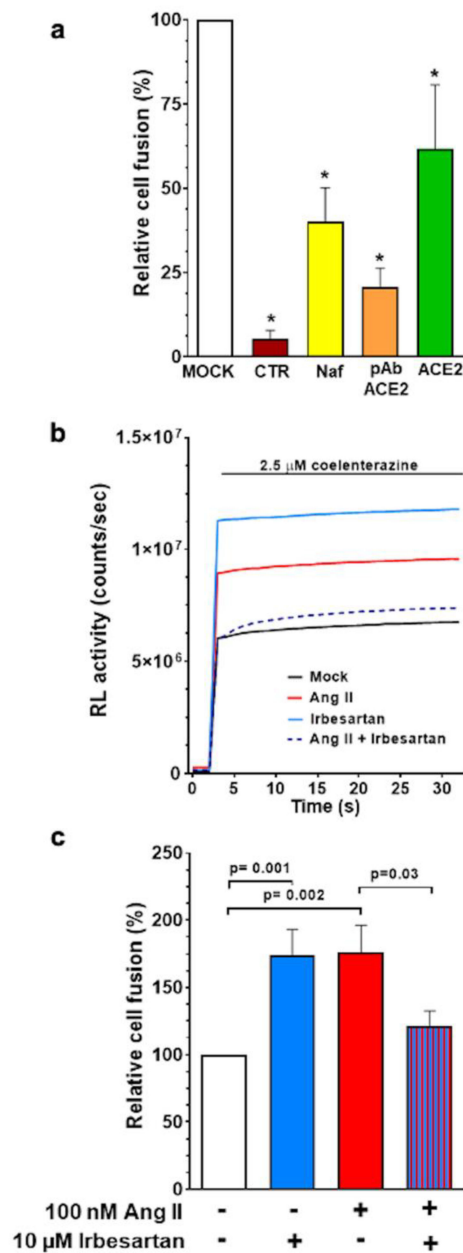 a
Relative cell fusion (%)
100
75
50
25
0
*
*
*
*
MOCK CTR Naf pAb ACE2 ACE2
b
RL activity (counts/sec)
1.5×10⁷
1×10⁷
5×10⁶
0
2.5 µM coelenterazine
Mock
Ang II
Irbesartan
Ang II + Irbesartan
5 10 15 20 25 30
Time (s)
c
Relative cell fusion (%)
250
200
150
100
50
0
p= 0.001
p= 0.002
p=0.03
100 nM Ang II - - + +
10 µM Irbesartan - + - +